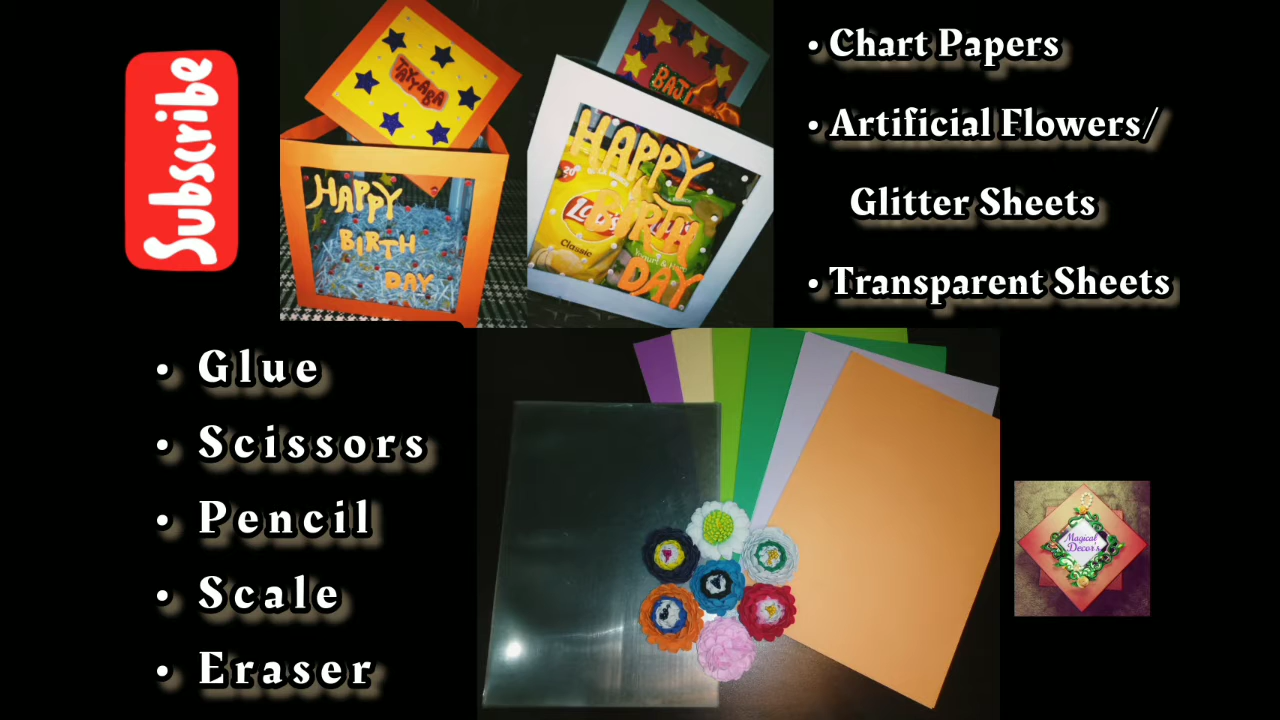 Subscribe
TAYYABA
HAPPY
BIRTH
DAY
BAJI
HAPPY
BIRTH
DAY
Lay's
Classic
• Chart Papers
• Artificial Flowers/
Glitter Sheets
• Transparent Sheets
• Glue
• Scissors
• Pencil
• Scale
• Eraser
Magical
Decor's